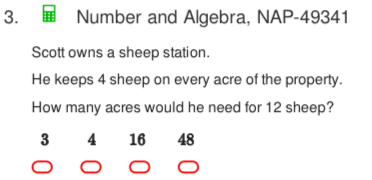 3. Number and Algebra, NAP-49341
Scott owns a sheep station.
He keeps 4 sheep on every acre of the property.
How many acres would he need for 12 sheep?
3 4 16 48